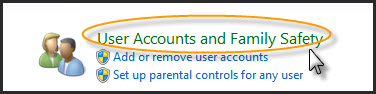 User Accounts and Family Safety
Add or remove user accounts
Set up parental controls for any user